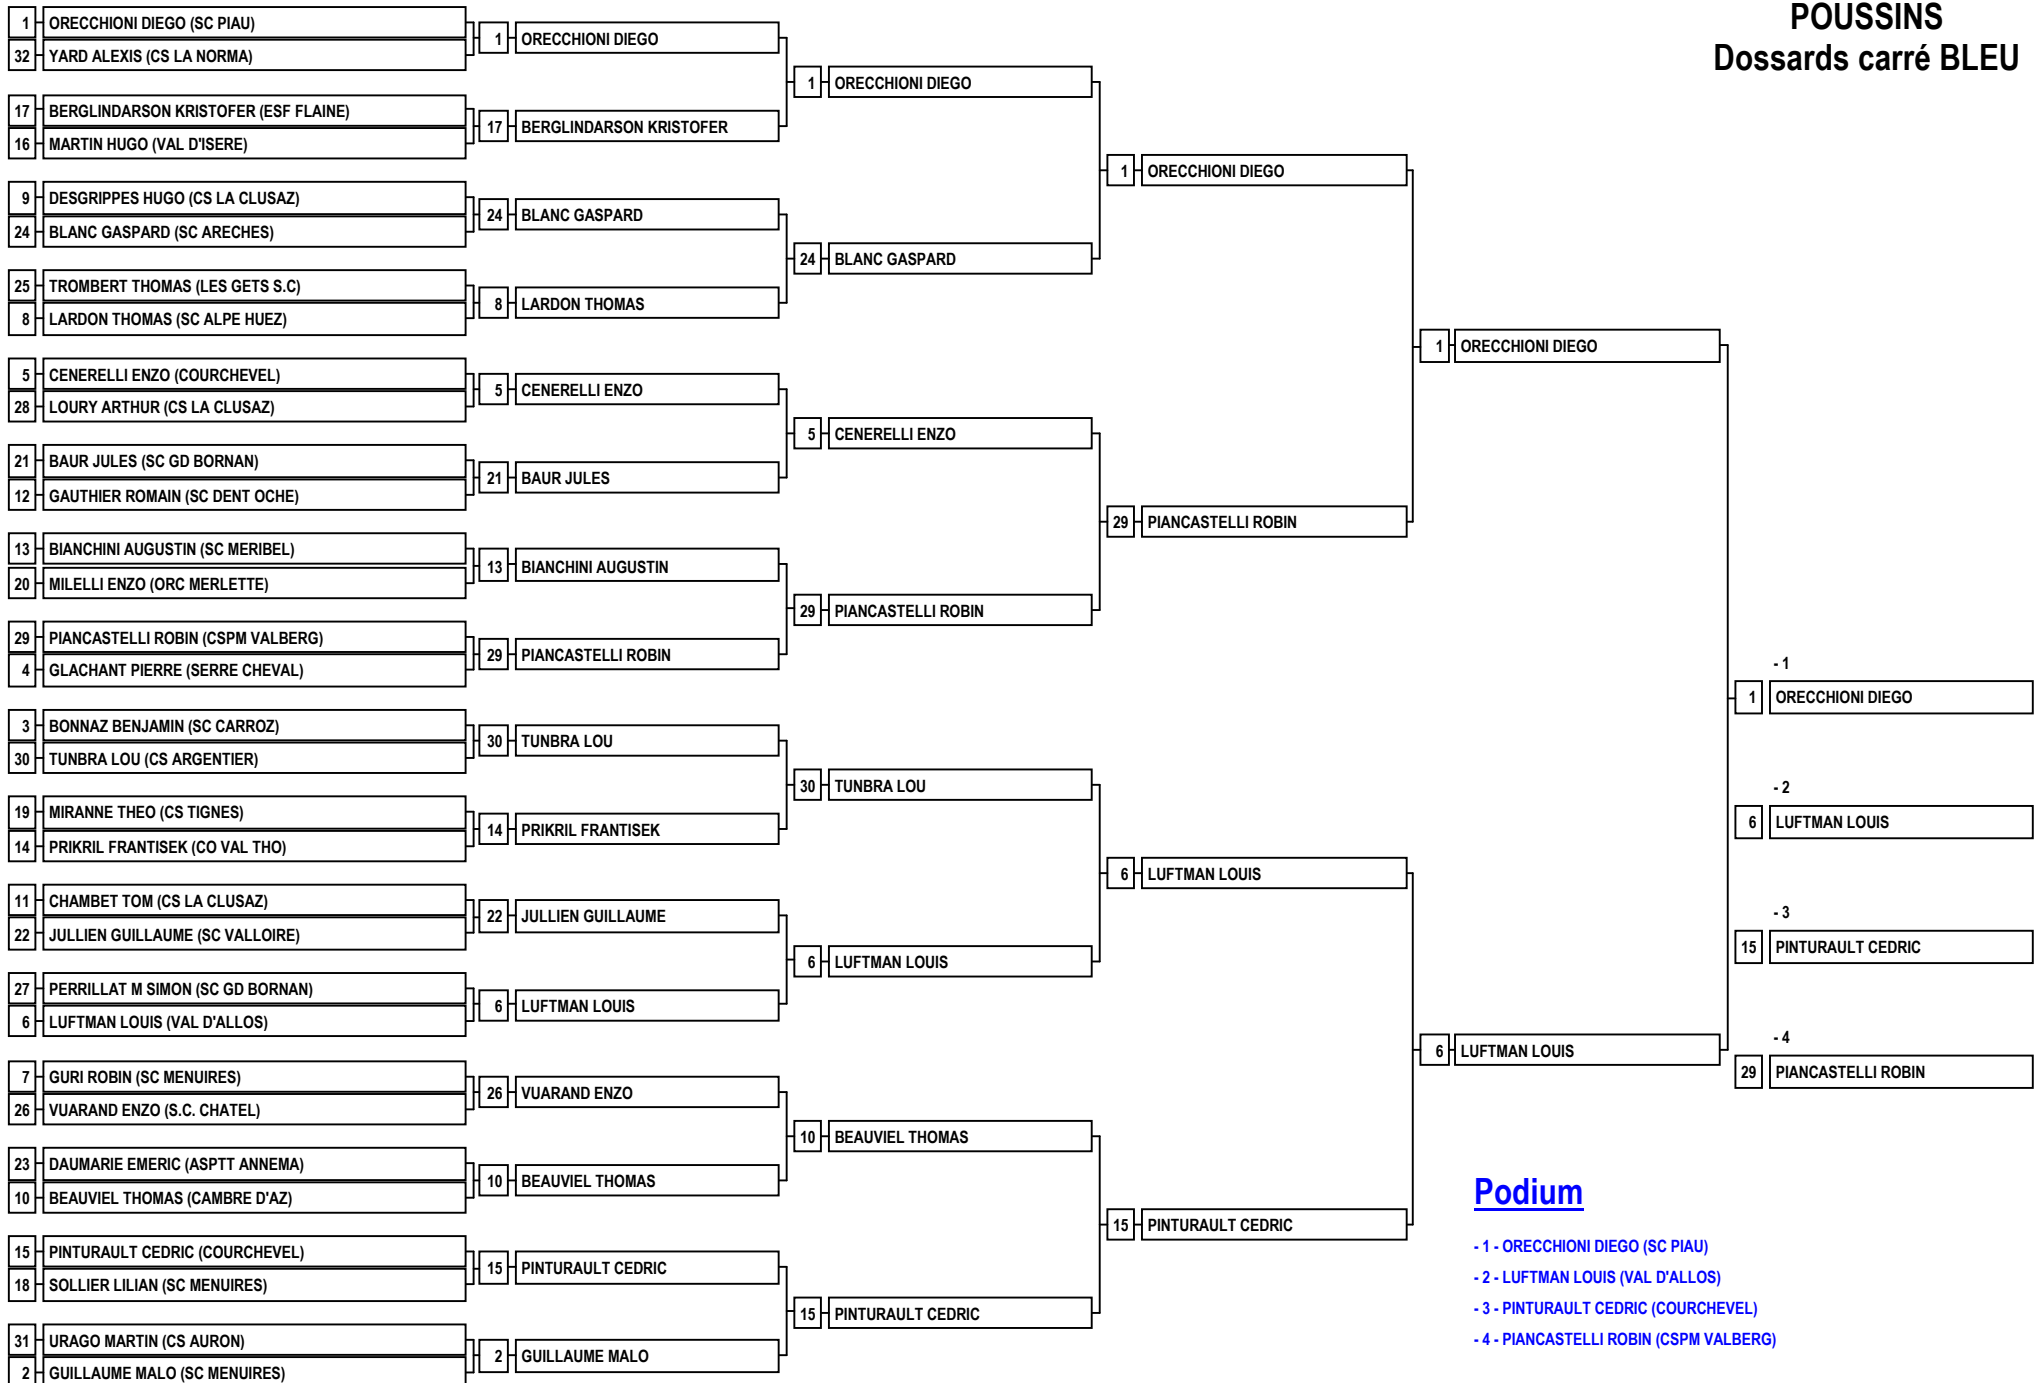 POUSSINS
Dossards carré BLEU
1 ORECCHIONI DIEGO (SC PIAU)
32 YARD ALEXIS (CS LA NORMA)
17 BERGLINDARSON KRISTOFER (ESF FLAINE)
16 MARTIN HUGO (VAL D'ISERE)
9 DESGRIPPES HUGO (CS LA CLUSAZ)
24 BLANC GASPARD (SC ARECHES)
25 TROMBERT THOMAS (LES GETS S.C)
8 LARDON THOMAS (SC ALPE HUEZ)
5 CENERELLI ENZO (COURCHEVEL)
28 LOURY ARTHUR (CS LA CLUSAZ)
21 BAUR JULES (SC GD BORNAN)
12 GAUTHIER ROMAIN (SC DENT OCHE)
13 BIANCHINI AUGUSTIN (SC MERIBEL)
20 MILELLI ENZO (ORC MERLETTE)
29 PIANCASTELLI ROBIN (CSPM VALBERG)
4 GLACHANT PIERRE (SERRE CHEVAL)
3 BONNAZ BENJAMIN (SC CARROZ)
30 TUNBRA LOU (CS ARGENTIER)
19 MIRANNE THEO (CS TIGNES)
14 PRIKRIL FRANTISEK (CO VAL THO)
11 CHAMBET TOM (CS LA CLUSAZ)
22 JULLIEN GUILLAUME (SC VALLOIRE)
27 PERRILLAT M SIMON (SC GD BORNAN)
6 LUFTMAN LOUIS (VAL D'ALLOS)
7 GURI ROBIN (SC MENUIRES)
26 VUARAND ENZO (S.C. CHATEL)
23 DAUMARIE EMERIC (ASPTT ANNEMA)
10 BEAUVIEL THOMAS (CAMBRE D'AZ)
15 PINTURAULT CEDRIC (COURCHEVEL)
18 SOLLIER LILIAN (SC MENUIRES)
31 URAGO MARTIN (CS AURON)
2 GUILLAUME MALO (SC MENUIRES)
1 ORECCHIONI DIEGO
17 BERGLINDARSON KRISTOFER
24 BLANC GASPARD
8 LARDON THOMAS
5 CENERELLI ENZO
21 BAUR JULES
13 BIANCHINI AUGUSTIN
29 PIANCASTELLI ROBIN
30 TUNBRA LOU
14 PRIKRIL FRANTISEK
22 JULLIEN GUILLAUME
6 LUFTMAN LOUIS
26 VUARAND ENZO
10 BEAUVIEL THOMAS
15 PINTURAULT CEDRIC
2 GUILLAUME MALO
1 ORECCHIONI DIEGO
24 BLANC GASPARD
5 CENERELLI ENZO
29 PIANCASTELLI ROBIN
30 TUNBRA LOU
6 LUFTMAN LOUIS
10 BEAUVIEL THOMAS
15 PINTURAULT CEDRIC
1 ORECCHIONI DIEGO
29 PIANCASTELLI ROBIN
6 LUFTMAN LOUIS
15 PINTURAULT CEDRIC
1 ORECCHIONI DIEGO
6 LUFTMAN LOUIS
- 1
1 ORECCHIONI DIEGO
- 2
6 LUFTMAN LOUIS
- 3
15 PINTURAULT CEDRIC
- 4
29 PIANCASTELLI ROBIN
Podium
- 1 - ORECCHIONI DIEGO (SC PIAU)
- 2 - LUFTMAN LOUIS (VAL D'ALLOS)
- 3 - PINTURAULT CEDRIC (COURCHEVEL)
- 4 - PIANCASTELLI ROBIN (CSPM VALBERG)